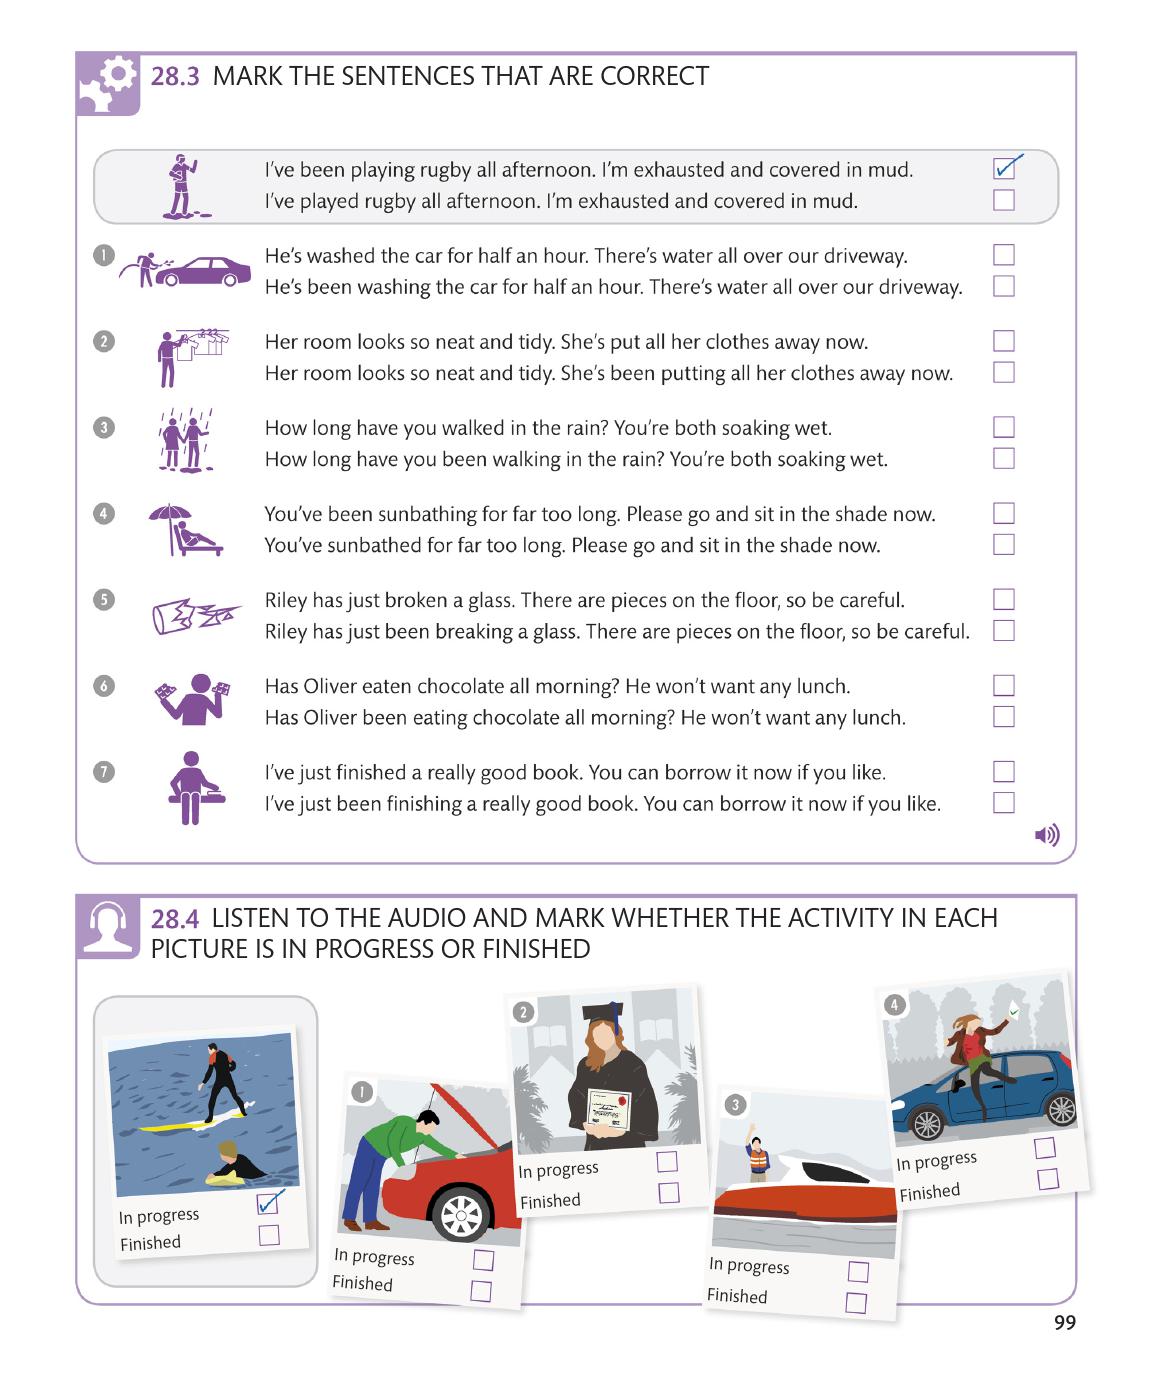 28.3 MARK THE SENTENCES THAT ARE CORRECT
I've been playing rugby all afternoon. I'm exhausted and covered in mud.
I've played rugby all afternoon. I'm exhausted and covered in mud.
1
He's washed the car for half an hour. There's water all over our driveway.
He's been washing the car for half an hour. There's water all over our driveway.
2
Her room looks so neat and tidy. She's put all her clothes away now.
Her room looks so neat and tidy. She's been putting all her clothes away now.
3
How long have you walked in the rain? You're both soaking wet.
How long have you been walking in the rain? You're both soaking wet.
4
You've been sunbathing for far too long. Please go and sit in the shade now.
You've sunbathed for far too long. Please go and sit in the shade now.
5
Riley has just broken a glass. There are pieces on the floor, so be careful.
Riley has just been breaking a glass. There are pieces on the floor, so be careful.
6
Has Oliver eaten chocolate all morning? He won't want any lunch.
Has Oliver been eating chocolate all morning? He won't want any lunch.
7
I've just finished a really good book. You can borrow it now if you like.
I've just been finishing a really good book. You can borrow it now if you like.
28.4 LISTEN TO THE AUDIO AND MARK WHETHER THE ACTIVITY IN EACH
PICTURE IS IN PROGRESS OR FINISHED
In progress
Finished
1
In progress
Finished
2
In progress
Finished
3
In progress
Finished
4
In progress
Finished
99